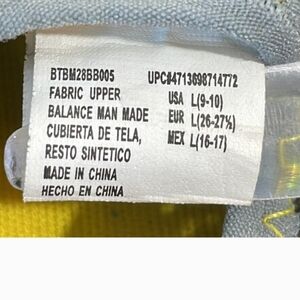 BTBM28BB005 UPC#4713698714772
FABRIC UPPER USA L(9-10)
BALANCE MAN MADE EUR L(26-27½)
CUBIERTA DE TELA, MEX L(16-17)
RESTO SINTETICO
MADE IN CHINA
HECHO EN CHINA